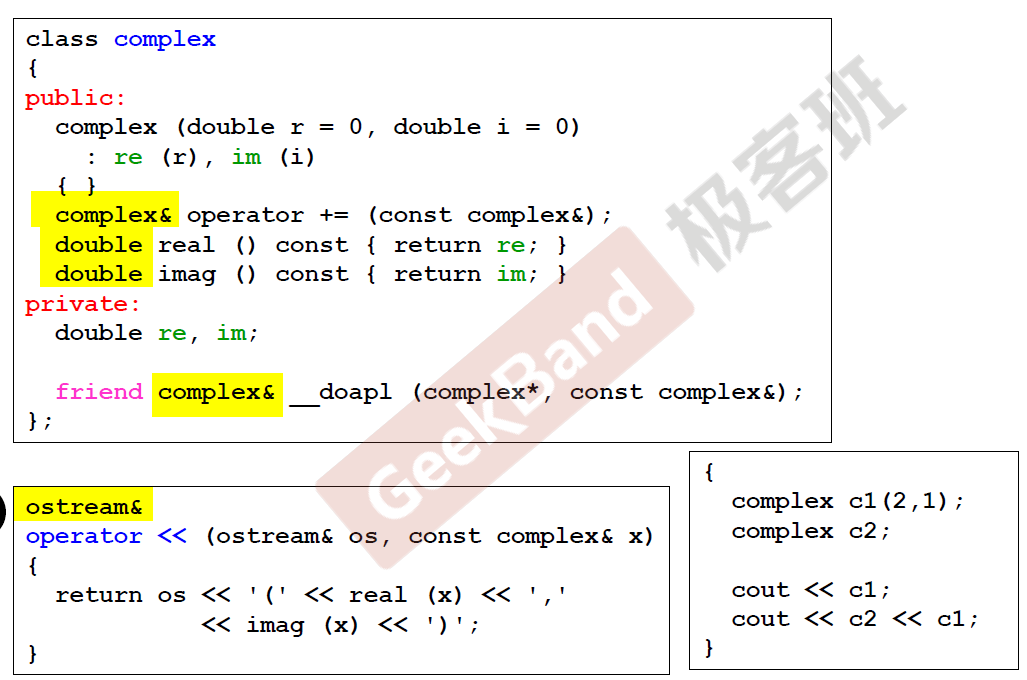 class complex
{
public:
  complex (double r = 0, double i = 0)
    : re (r), im (i)
  { }
  complex& operator += (const complex&);
  double real () const { return re; }
  double imag () const { return im; }
private:
  double re, im;

  friend complex& __doapl (complex*, const complex&);
};
ostream&
operator << (ostream& os, const complex& x)
{
  return os << '(' << real (x) << ','
            << imag (x) << ')';
}
{
  complex c1(2,1);
  complex c2;

  cout << c1;
  cout << c2 << c1;
}
GeekBand 极客班